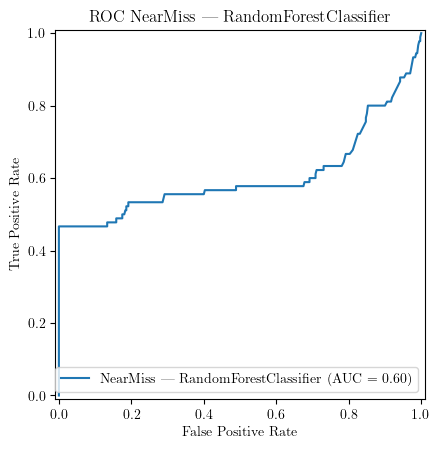 ROC NearMiss — RandomForestClassifier
1.0
0.8
0.6
0.4
0.2
0.0
True Positive Rate
NearMiss — RandomForestClassifier (AUC = 0.60)
0.0 0.2 0.4 0.6 0.8 1.0
False Positive Rate